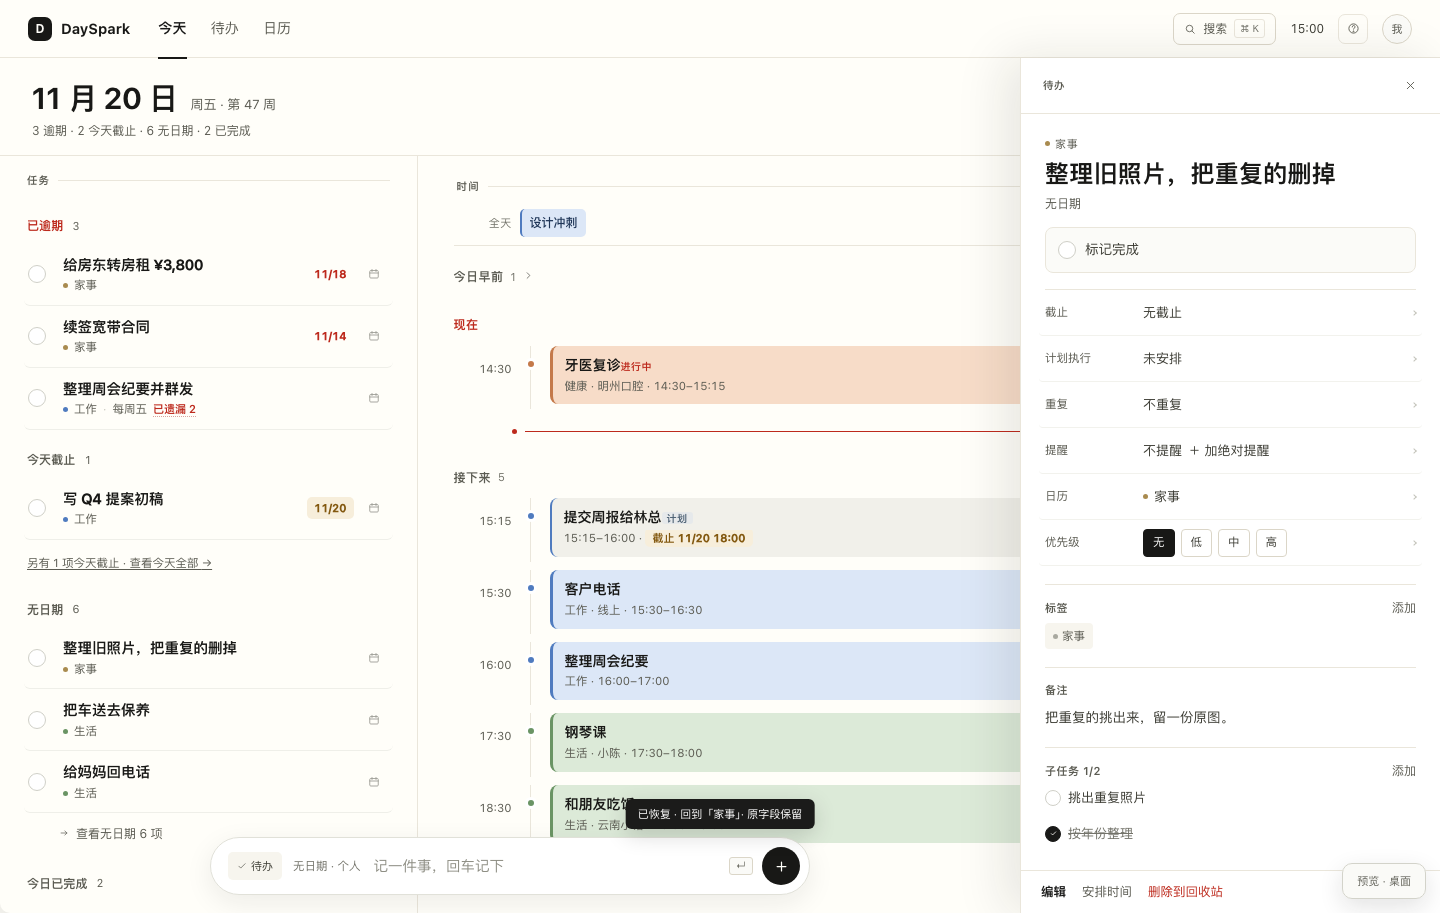 D DaySpark 今天 待办 日历 搜索 ⌘ K 15:00 我
11 月 20 日 周五 · 第 47 周
3 逾期 · 2 今天截止 · 6 无日期 · 2 已完成
任务
已逾期 3
给房东转房租 ¥3,800
家事
11/18
续签宽带合同
家事
11/14
整理周会纪要并群发
工作 · 每周五 已遗漏 2
今天截止 1
写 Q4 提案初稿
工作
11/20
另有 1 项今天截止 · 查看今天全部 →
无日期 6
整理旧照片，把重复的删掉
家事
把车送去保养
生活
给妈妈回电话
生活
→ 查看无日期 6 项
今日已完成 2
时间
全天 设计冲刺
今日早前 1
现在
14:30
牙医复诊进行中
健康 · 明州口腔 · 14:30–15:15
接下来 5
15:15
提交周报给林总 计划
15:15–16:00 · 截止 11/20 18:00
15:30
客户电话
工作 · 线上 · 15:30–16:30
16:00
整理周会纪要
工作 · 16:00–17:00
17:30
钢琴课
生活 · 小陈 · 17:30–18:00
18:30
和朋友吃饭
生活 · 云南小
已恢复 · 回到「家事」· 原字段保留
待办 无日期 · 个人 记一件事，回车记下
待办
家事
整理旧照片，把重复的删掉
无日期
标记完成
截止 无截止
计划执行 未安排
重复 不重复
提醒 不提醒 ＋ 加绝对提醒
日历 家事
优先级 无 低 中 高
标签 添加
家事
备注
把重复的挑出来，留一份原图。
子任务 1/2 添加
挑出重复照片
按年份整理
编辑 安排时间 删除到回收站
预览 · 桌面